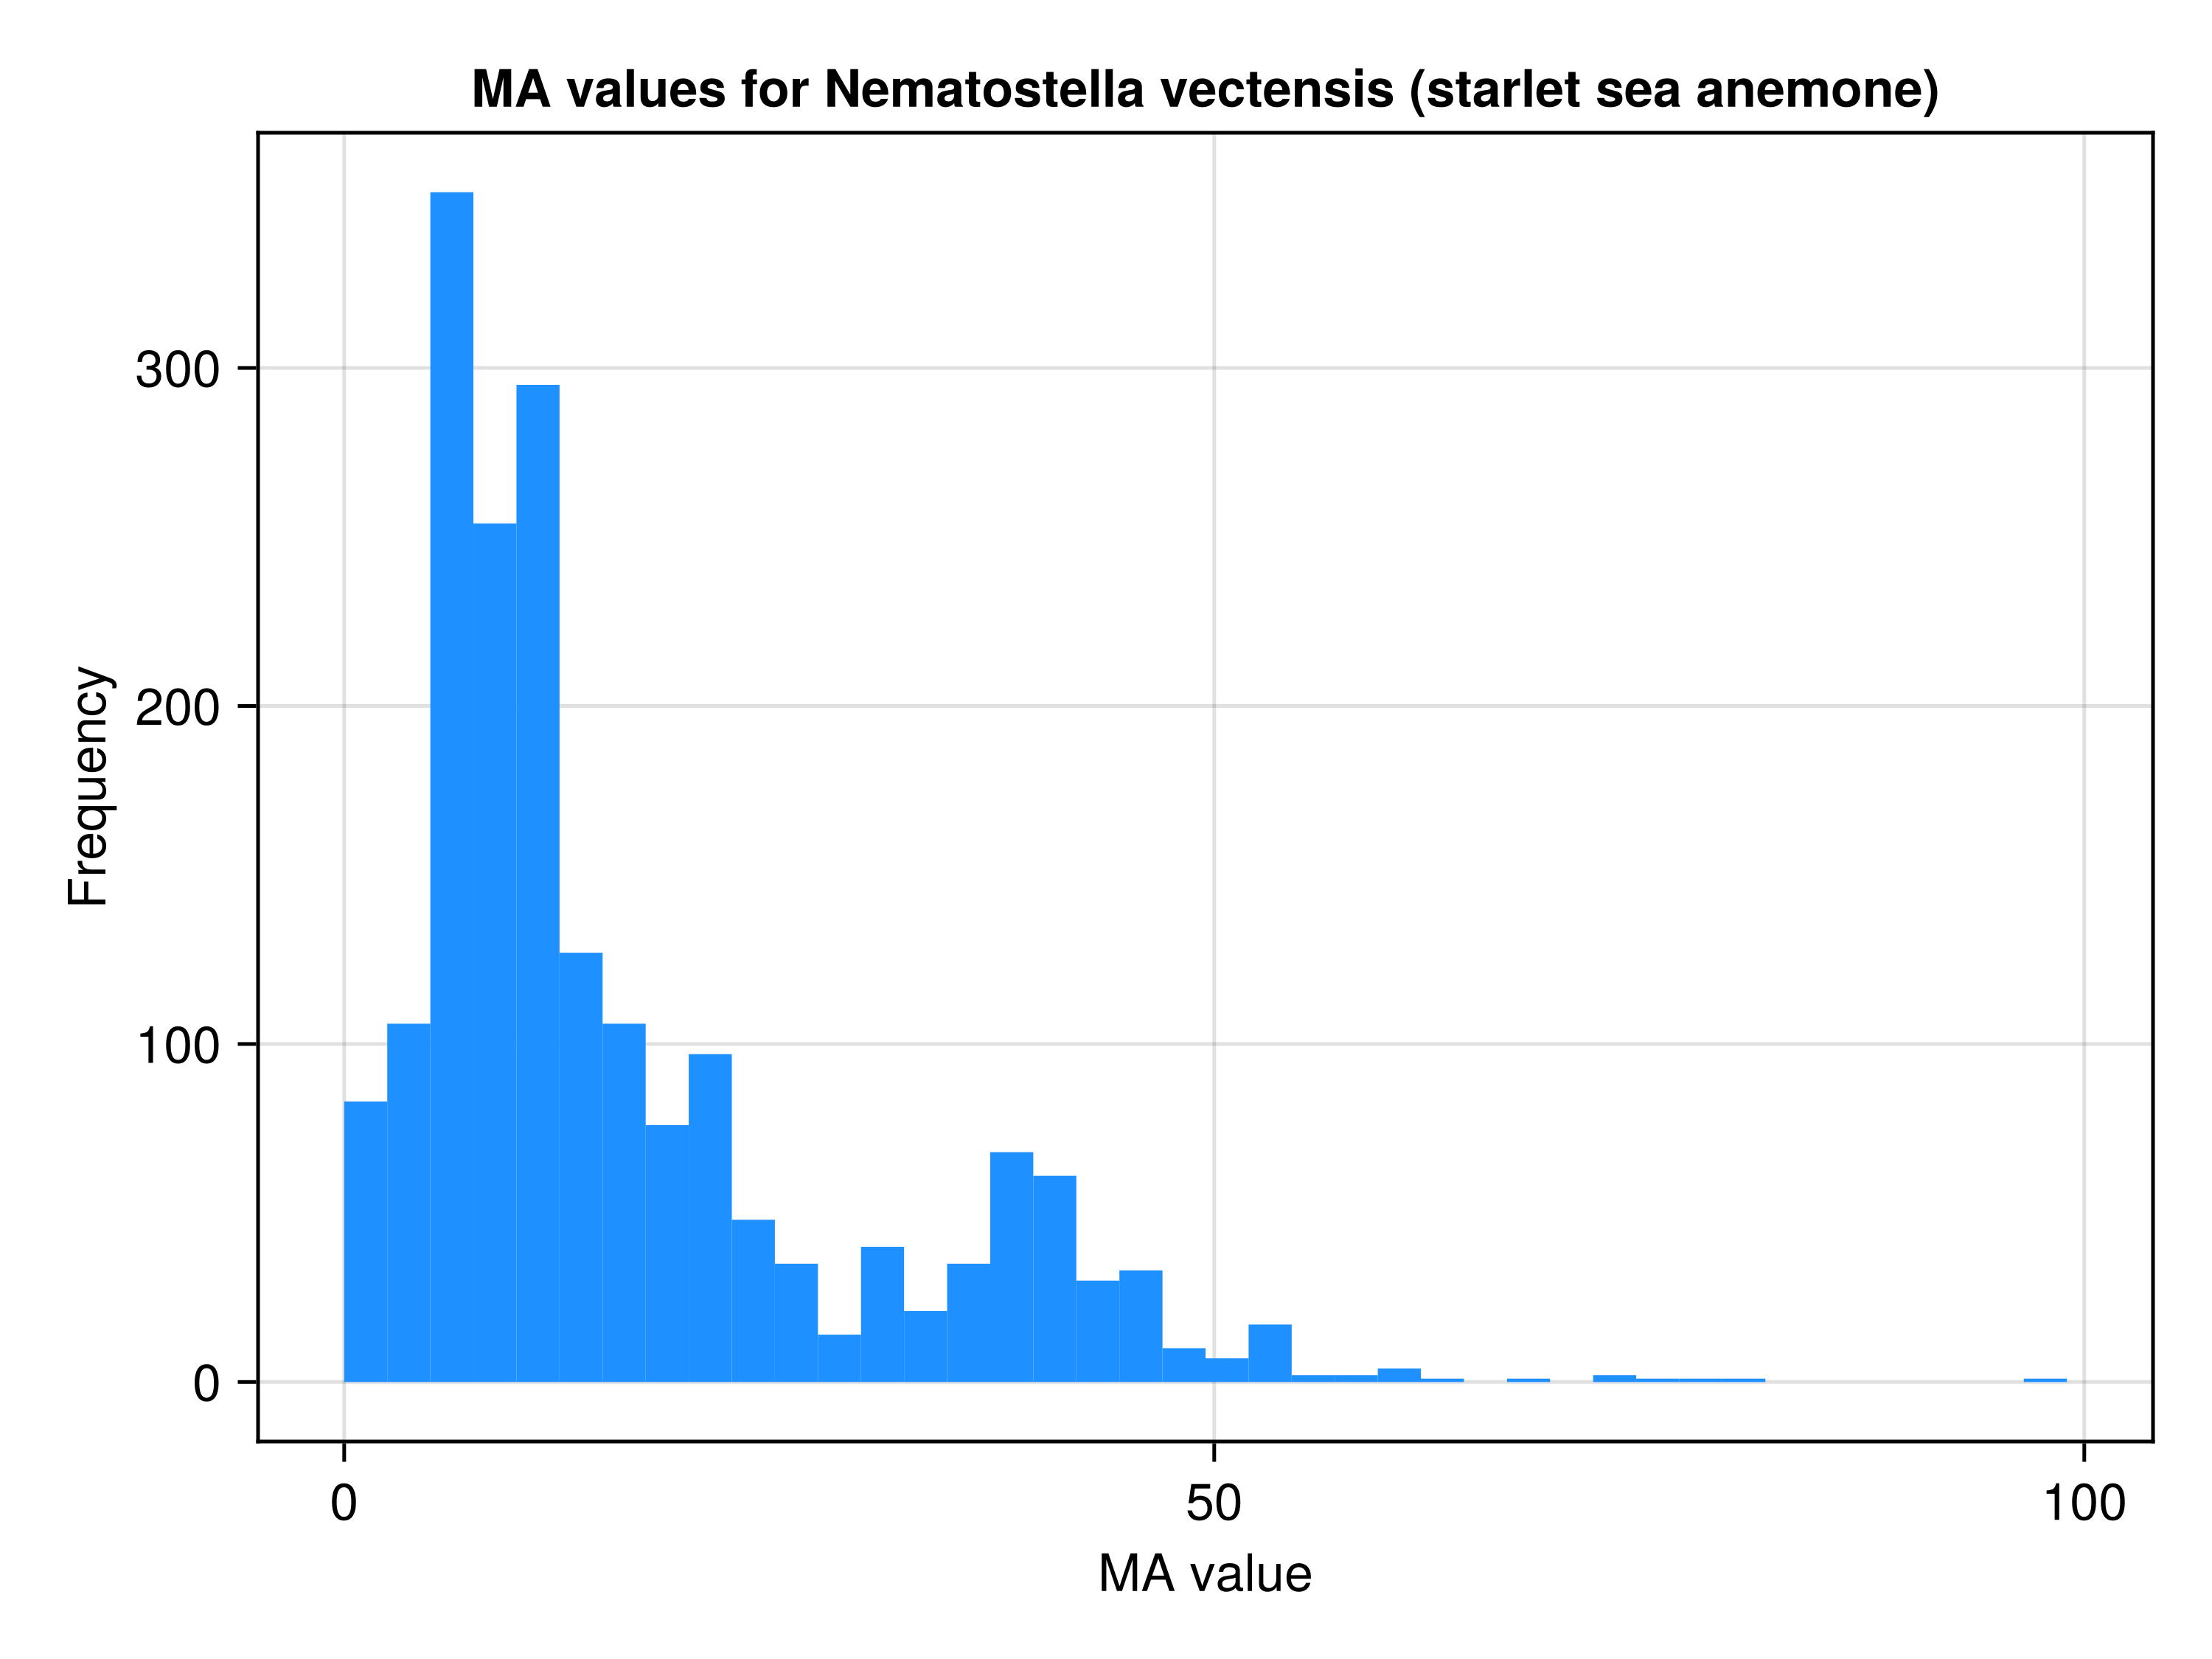 MA values for Nematostella vectensis (starlet sea anemone)
Frequency
300
200
100
0
0 50 100
MA value